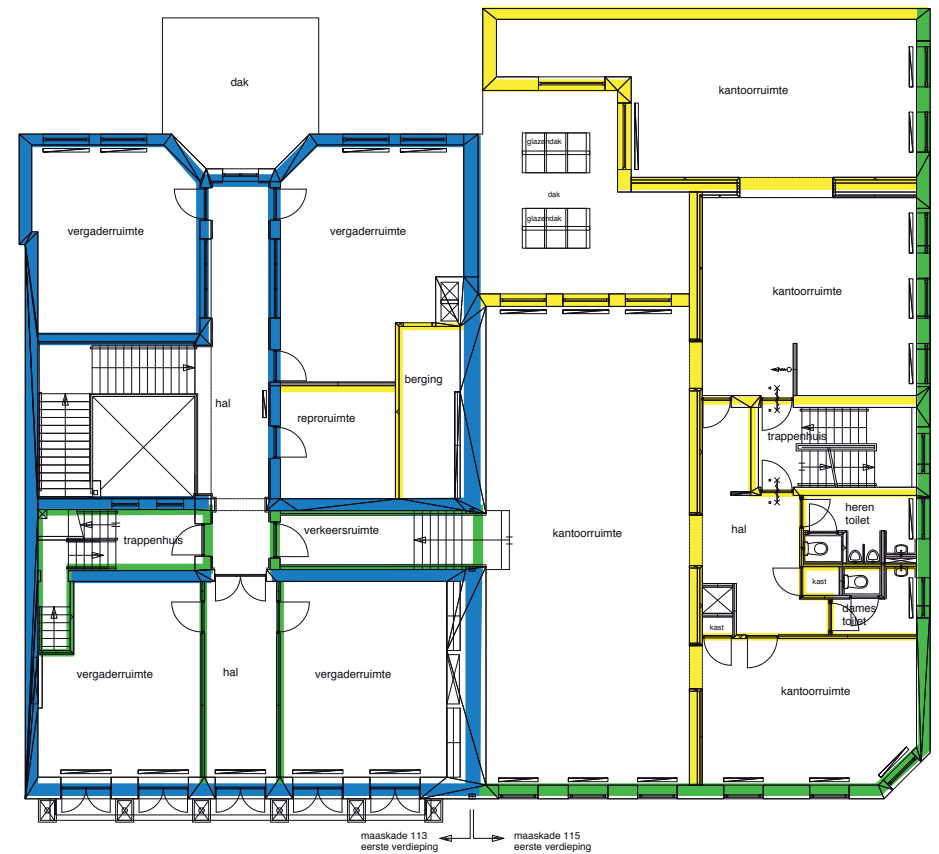 dak
kantoorruimte
glazendak
dak
glazendak
vergaderruimte
vergaderruimte
kantoorruimte
berging
hal
reproruimte
trappenhuis
heren
toilet
verkeersruimte
trappenhuis
kantoorruimte
hal
kast
dames
toilet
kast
vergaderruimte
hal
vergaderruimte
kantoorruimte
maaskade 113
eerste verdieping
maaskade 115
eerste verdieping